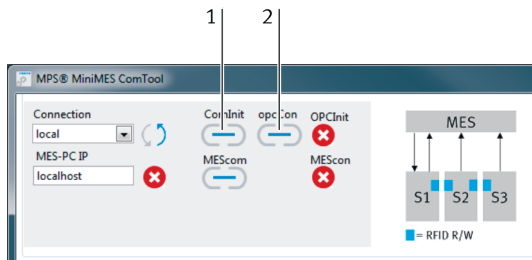 1 2
MPS® MiniMES ComTool
Connection
local
MES-PC IP
localhost
ComInit opcCon OPCInit
MEScom MEScon
MES
S1 S2 S3
= RFID R/W